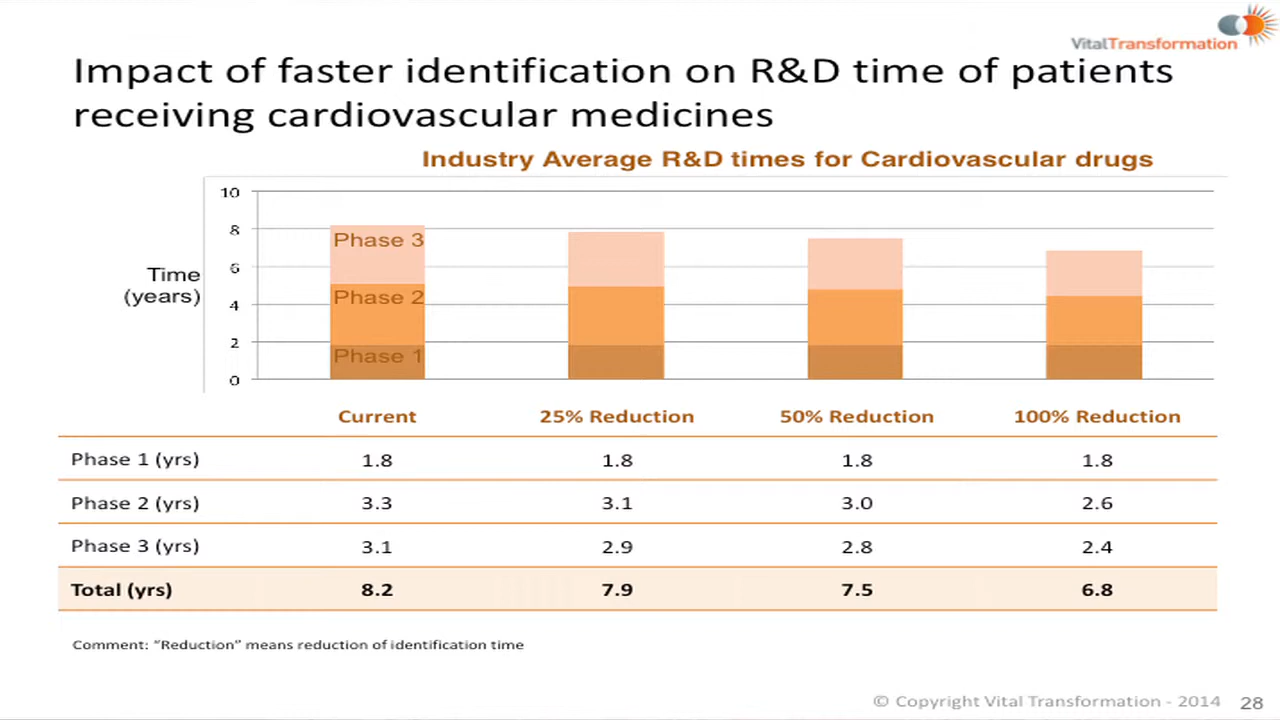 VitalTransformation
Impact of faster identification on R&D time of patients
receiving cardiovascular medicines
Industry Average R&D times for Cardiovascular drugs
10
8
6
4
2
0
Time
(years)
Phase 3
Phase 2
Phase 1
Current 25% Reduction 50% Reduction 100% Reduction
Phase 1 (yrs) 1.8 1.8 1.8 1.8
Phase 2 (yrs) 3.3 3.1 3.0 2.6
Phase 3 (yrs) 3.1 2.9 2.8 2.4
Total (yrs) 8.2 7.9 7.5 6.8
Comment: “Reduction” means reduction of identification time
© Copyright Vital Transformation - 2014 28